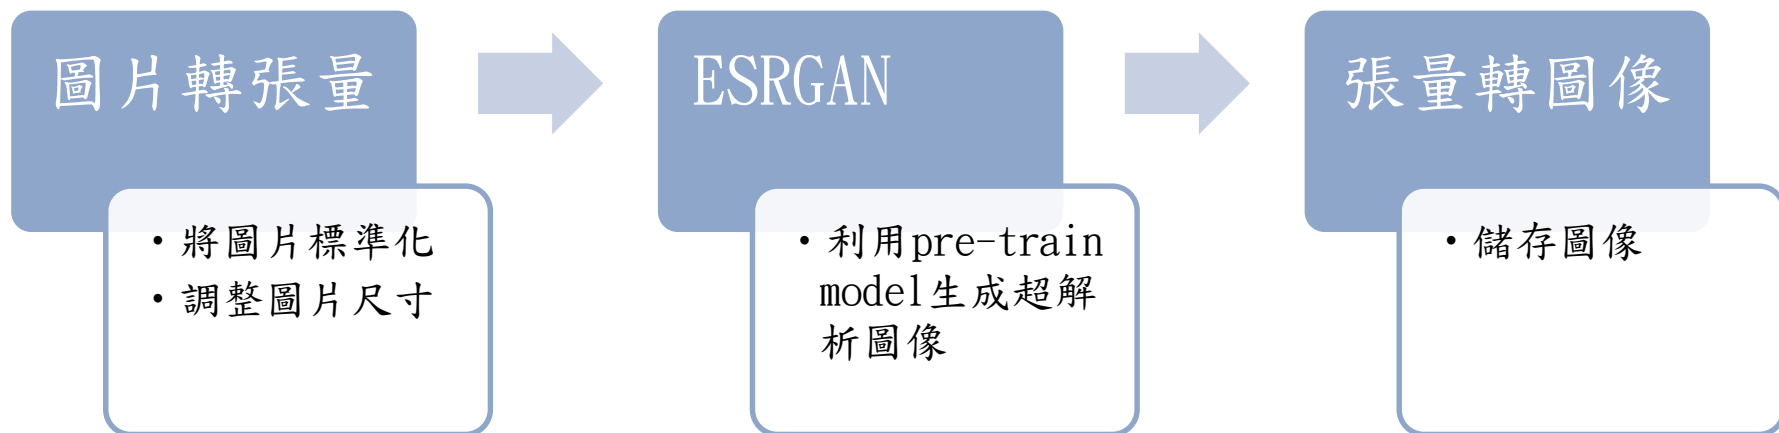 圖片轉張量
・將圖片標準化
・調整圖片尺寸
ESRGAN
・利用pre-train
model生成超解
析圖像
張量轉圖像
・儲存圖像